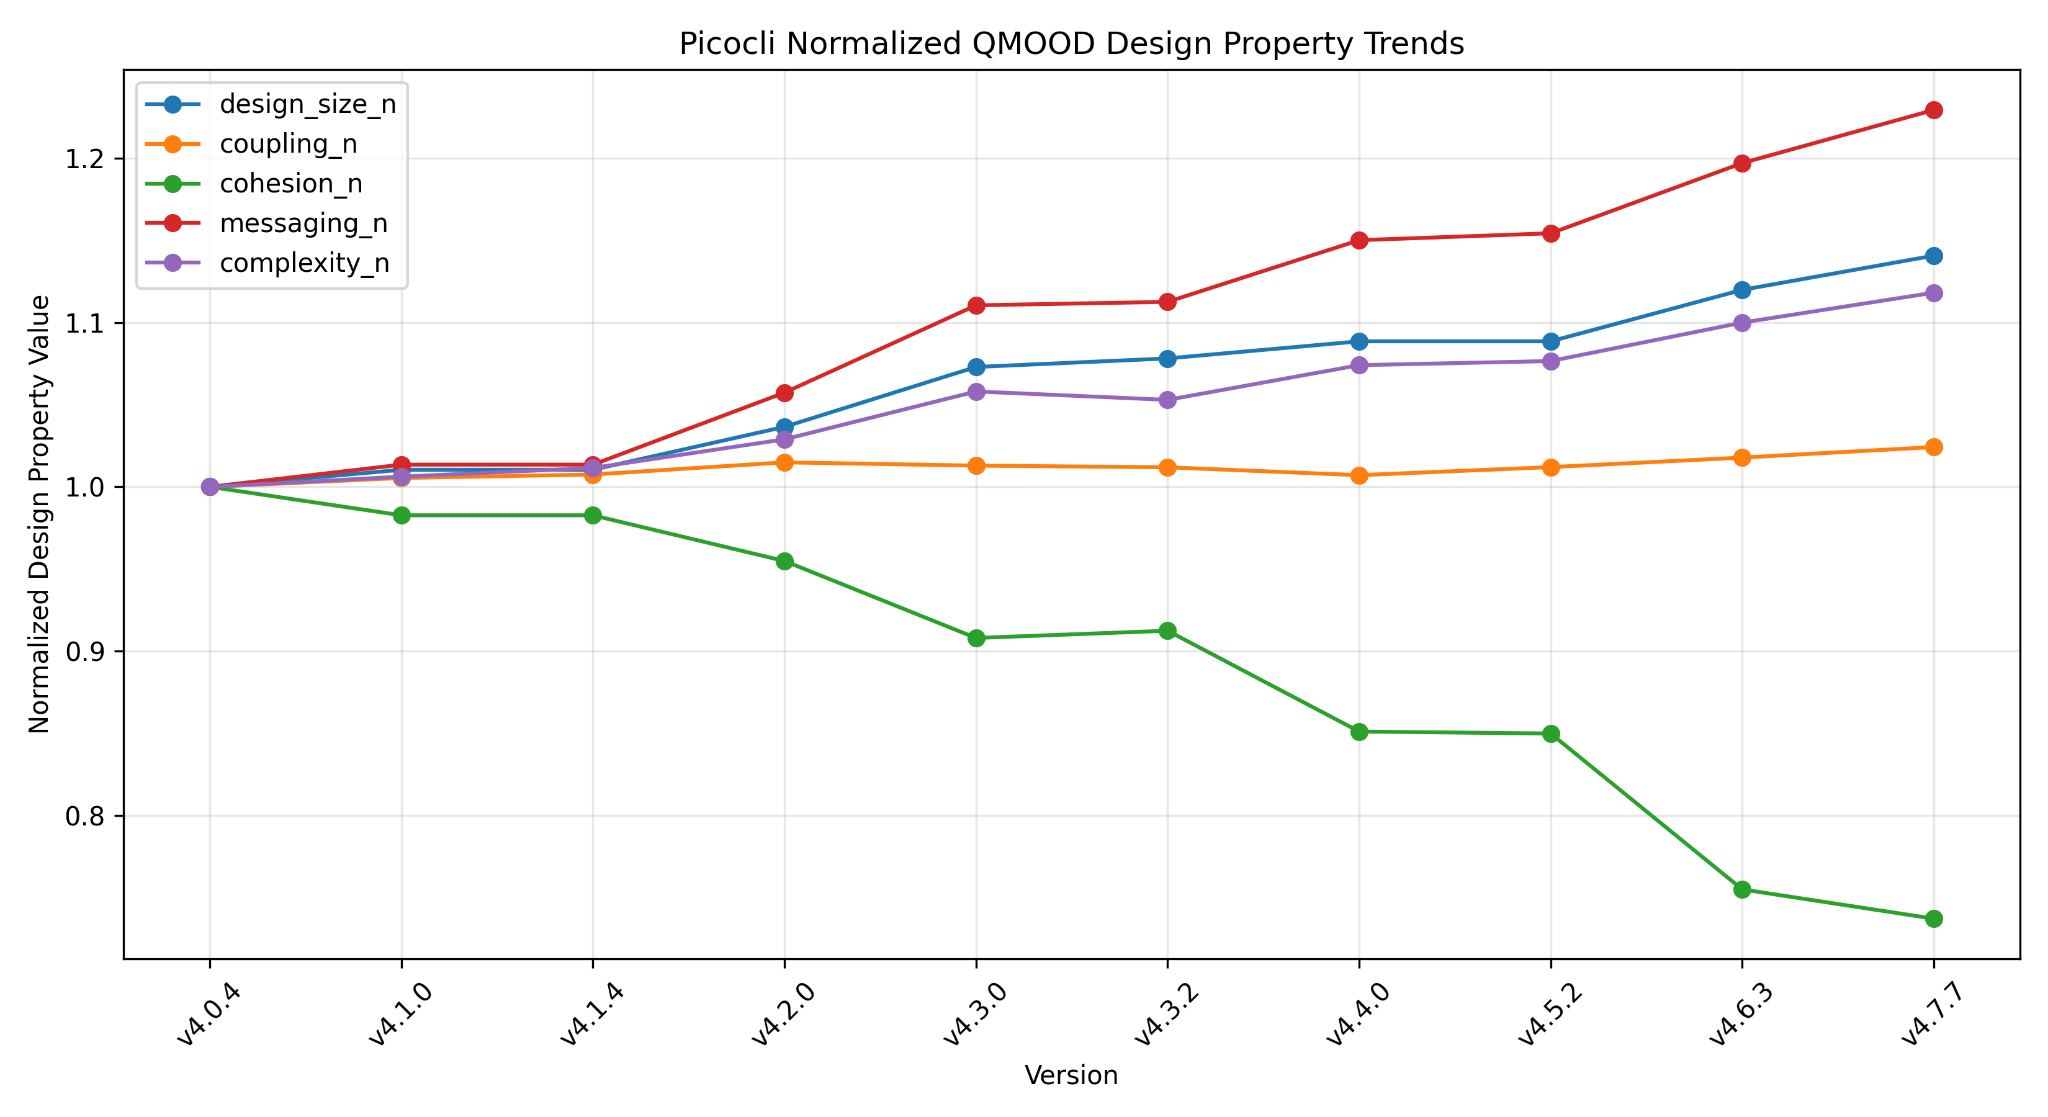 Picocli Normalized QMOOD Design Property Trends
design_size_n
coupling_n
cohesion_n
messaging_n
complexity_n
Normalized Design Property Value
1.2
1.1
1.0
0.9
0.8
v4.0.4
v4.1.0
v4.1.4
v4.2.0
v4.3.0
v4.3.2
v4.4.0
v4.5.2
v4.6.3
v4.7.7
Version